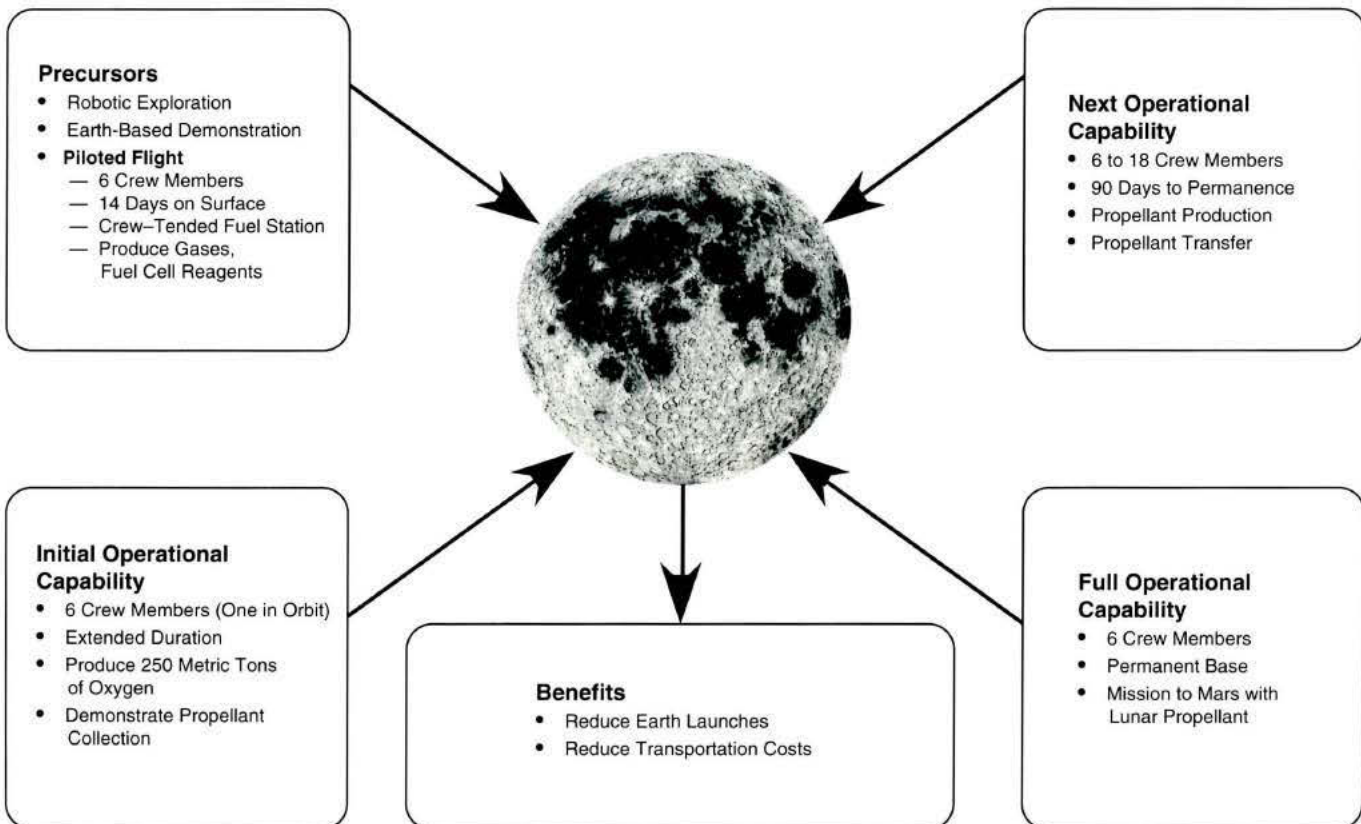 Precursors
• Robotic Exploration
• Earth-Based Demonstration
• Piloted Flight
— 6 Crew Members
— 14 Days on Surface
— Crew–Tended Fuel Station
— Produce Gases,
Fuel Cell Reagents
Next Operational
Capability
• 6 to 18 Crew Members
• 90 Days to Permanence
• Propellant Production
• Propellant Transfer
Initial Operational
Capability
• 6 Crew Members (One in Orbit)
• Extended Duration
• Produce 250 Metric Tons
of Oxygen
• Demonstrate Propellant
Collection
Benefits
• Reduce Earth Launches
• Reduce Transportation Costs
Full Operational
Capability
• 6 Crew Members
• Permanent Base
• Mission to Mars with
Lunar Propellant